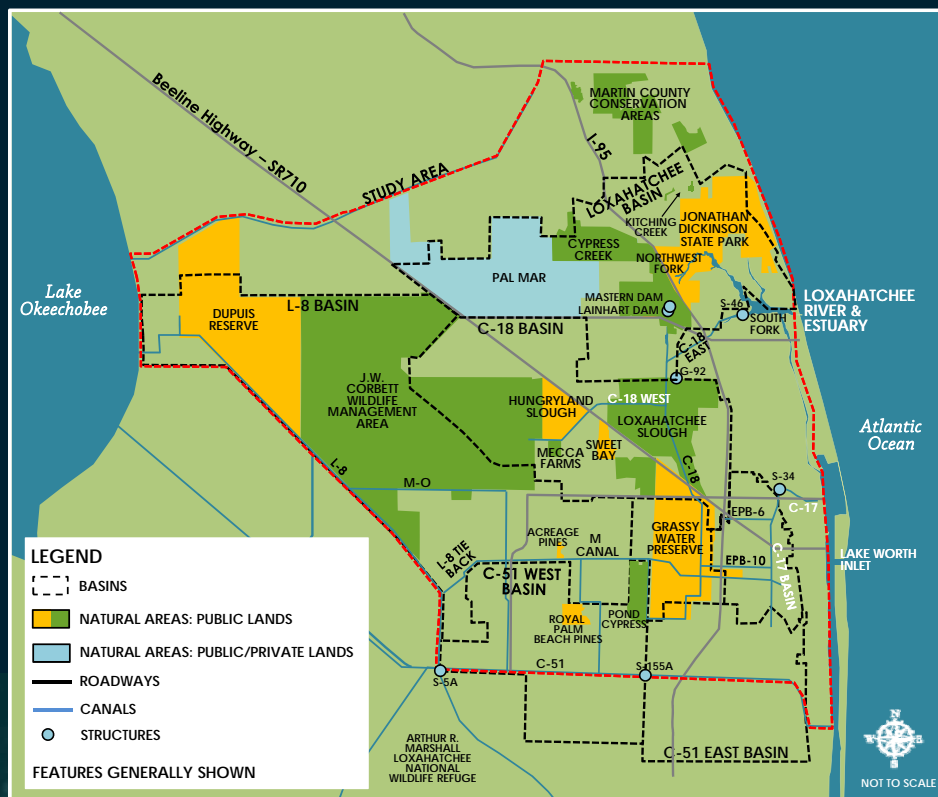 MARTIN COUNTY
CONSERVATION
AREAS
Beeline Highway – SR710
I-95
STUDY AREA
LOXAHATCHEE
BASIN
KITCHING
CREEK
JONATHAN
DICKINSON
STATE PARK
CYPRESS
CREEK
NORTHWEST
FORK
PAL MAR
Lake
Okeechobee
L-8 BASIN
DUPUIS
RESERVE
MASTERN DAM
LAINHART DAM
S-46
SOUTH
FORK
LOXAHATCHEE
RIVER &
ESTUARY
C-18 BASIN
C-18
EAST
G-92
J.W.
CORBETT
WILDLIFE
MANAGEMENT
AREA
HUNGRYLAND
SLOUGH
C-18 WEST
LOXAHATCHEE
SLOUGH
Atlantic
Ocean
MECCA
FARMS
SWEET
BAY
L-8
M-O
C-18
S-34
C-17
EPB-6
ACREAGE
PINES
M
CANAL
GRASSY
WATER
PRESERVE
EPB-10
LAKE WORTH
INLET
L-8 TIE
BACK
C-51 WEST
BASIN
C-17 BASIN
ROYAL
PALM
BEACH PINES
POND
CYPRESS
C-51
S-5A
S-155A
ARTHUR R.
MARSHALL
LOXAHATCHEE
NATIONAL
WILDLIFE REFUGE
C-51 EAST BASIN
LEGEND
BASINS
NATURAL AREAS: PUBLIC LANDS
NATURAL AREAS: PUBLIC/PRIVATE LANDS
ROADWAYS
CANALS
STRUCTURES
FEATURES GENERALLY SHOWN
N
W
E
S
NOT TO SCALE